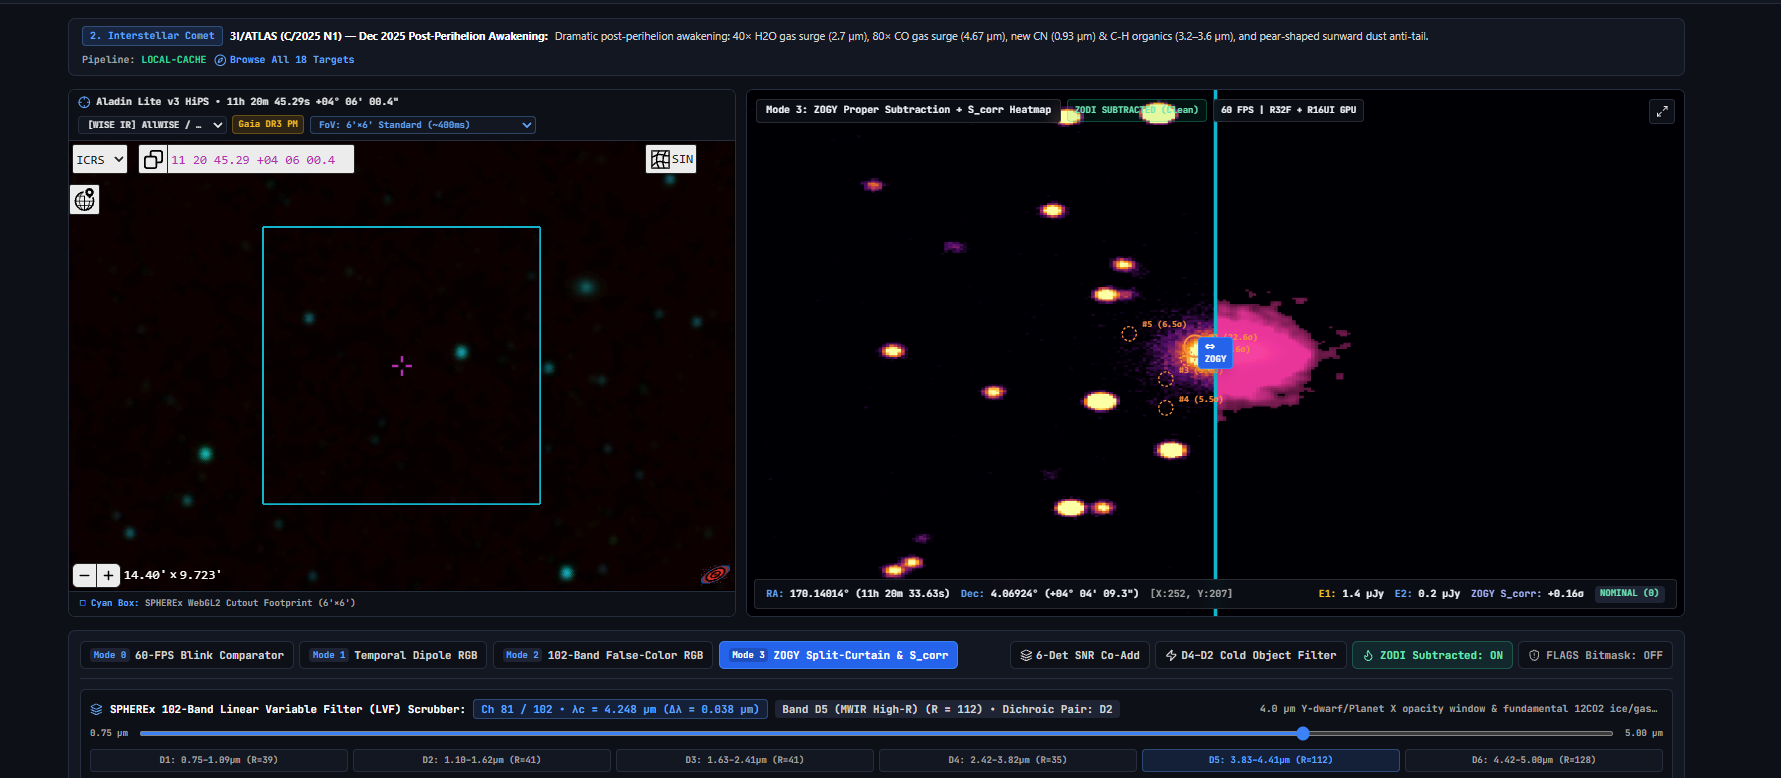 2. Interstellar Comet 3I/ATLAS (C/2025 N1) — Dec 2025 Post-Perihelion Awakening: Dramatic post-perihelion awakening: 40× H2O gas surge (2.7 μm), 80× CO gas surge (4.67 μm), new CN (0.93 μm) & C-H organics (3.2–3.6 μm), and pear-shaped sunward dust anti-tail.
Pipeline: LOCAL-CACHE Browse All 18 Targets
Aladin Lite v3 HiPS • 11h 20m 45.29s +04° 06' 00.4"
[WISE IR] AllWISE / … Gaia DR3 PM FoV: 6'×6' Standard (~400ms)
ICRS 11 20 45.29 +04 06 00.4 SIN
14.40' × 9.723'
Cyan Box: SPHEREx WebGL2 Cutout Footprint (6'×6')
Mode 3: ZOGY Proper Subtraction + S_corr Heatmap ZODI SUBTRACTED (Clean) 60 FPS | R32F + R16UI GPU
#5 (6.5σ)
ZOGY
#3
#4 (5.5σ)
RA: 170.14014° (11h 20m 33.63s) Dec: 4.06924° (+04° 04' 09.3") [X:252, Y:207] E1: 1.4 μJy E2: 0.2 μJy ZOGY S_corr: +0.16σ NOMINAL (0)
Mode 0 60-FPS Blink Comparator Mode 1 Temporal Dipole RGB Mode 2 102-Band False-Color RGB Mode 3 ZOGY Split-Curtain & S_corr 6-Det SNR Co-Add D4-D2 Cold Object Filter ZODI Subtracted: ON FLAGS Bitmask: OFF
SPHEREx 102-Band Linear Variable Filter (LVF) Scrubber: Ch 81 / 102 • λc = 4.248 μm (Δλ = 0.038 μm) Band D5 (MWIR High-R) (R = 112) • Dichroic Pair: D2 4.0 μm Y-dwarf/Planet X opacity window & fundamental 12CO2 ice/gas…
0.75 μm 5.00 μm
D1: 0.75–1.09μm (R=39) D2: 1.10–1.62μm (R=41) D3: 1.63–2.41μm (R=41) D4: 2.42–3.82μm (R=35) D5: 3.83–4.41μm (R=112) D6: 4.42–5.00μm (R=128)